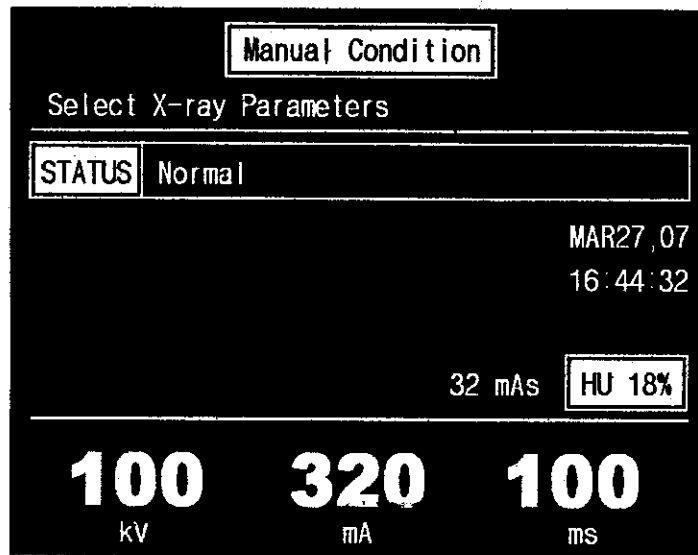 Manual Condition
Select X-ray Parameters
STATUS Normal
MAR27,07
16:44:32
32 mAs HU 18%
100 320 100
kV mA ms